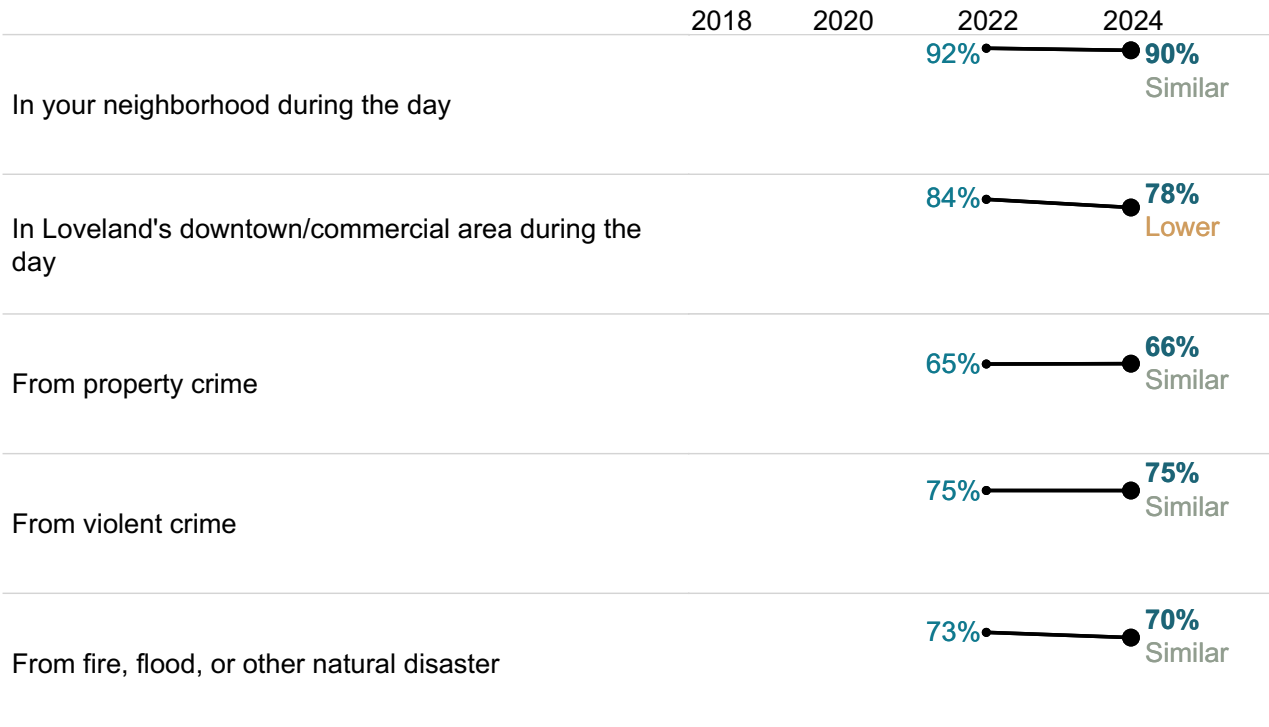 2018 2020 2022 2024
92% 90%
Similar
In your neighborhood during the day
84% 78%
Lower
In Loveland's downtown/commercial area during the
day
66%
65%
Similar
From property crime
75%
75%
Similar
From violent crime
70%
73%
Similar
From fire, flood, or other natural disaster